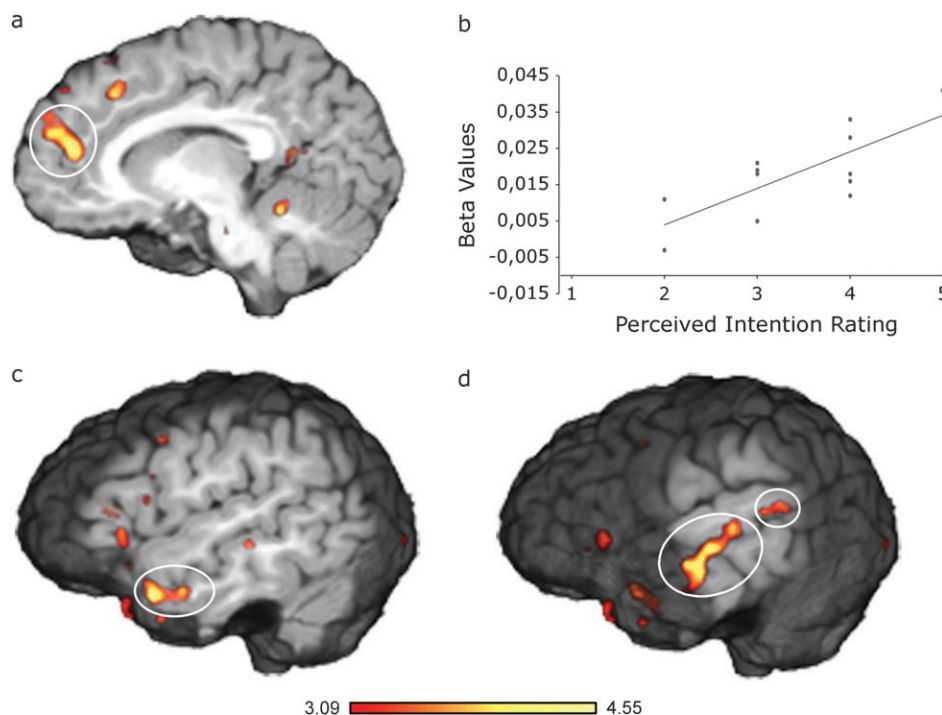 a
b
0,045
0,035
0,025
0,015
0,005
-0,005
-0,015
Beta Values
1 2 3 4 5
Perceived Intention Rating
c
d
3.09 4.55